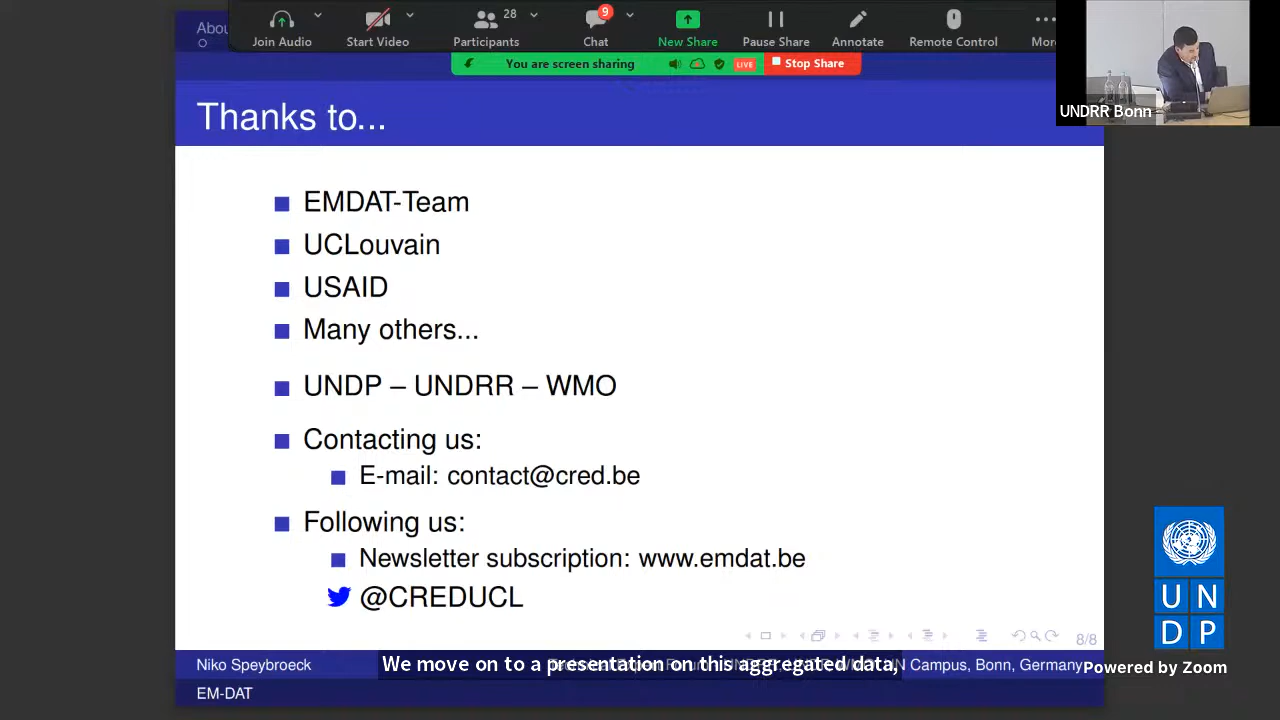 Abou
Join Audio
Start Video
Participants
28
Chat
9
New Share
Pause Share
Annotate
Remote Control
More
You are screen sharing
LIVE
Stop Share
UNDRR Bonn
Thanks to...
EMDAT-Team
UCLouvain
USAID
Many others...
UNDP – UNDRR – WMO
Contacting us:
E-mail: contact@cred.be
Following us:
Newsletter subscription: www.emdat.be
@CREDUCL
8/8
U N
D P
Niko Speybroeck
We move on to a presentation on this aggregated data,
N Campus, Bonn, Germany
Powered by Zoom
EM-DAT